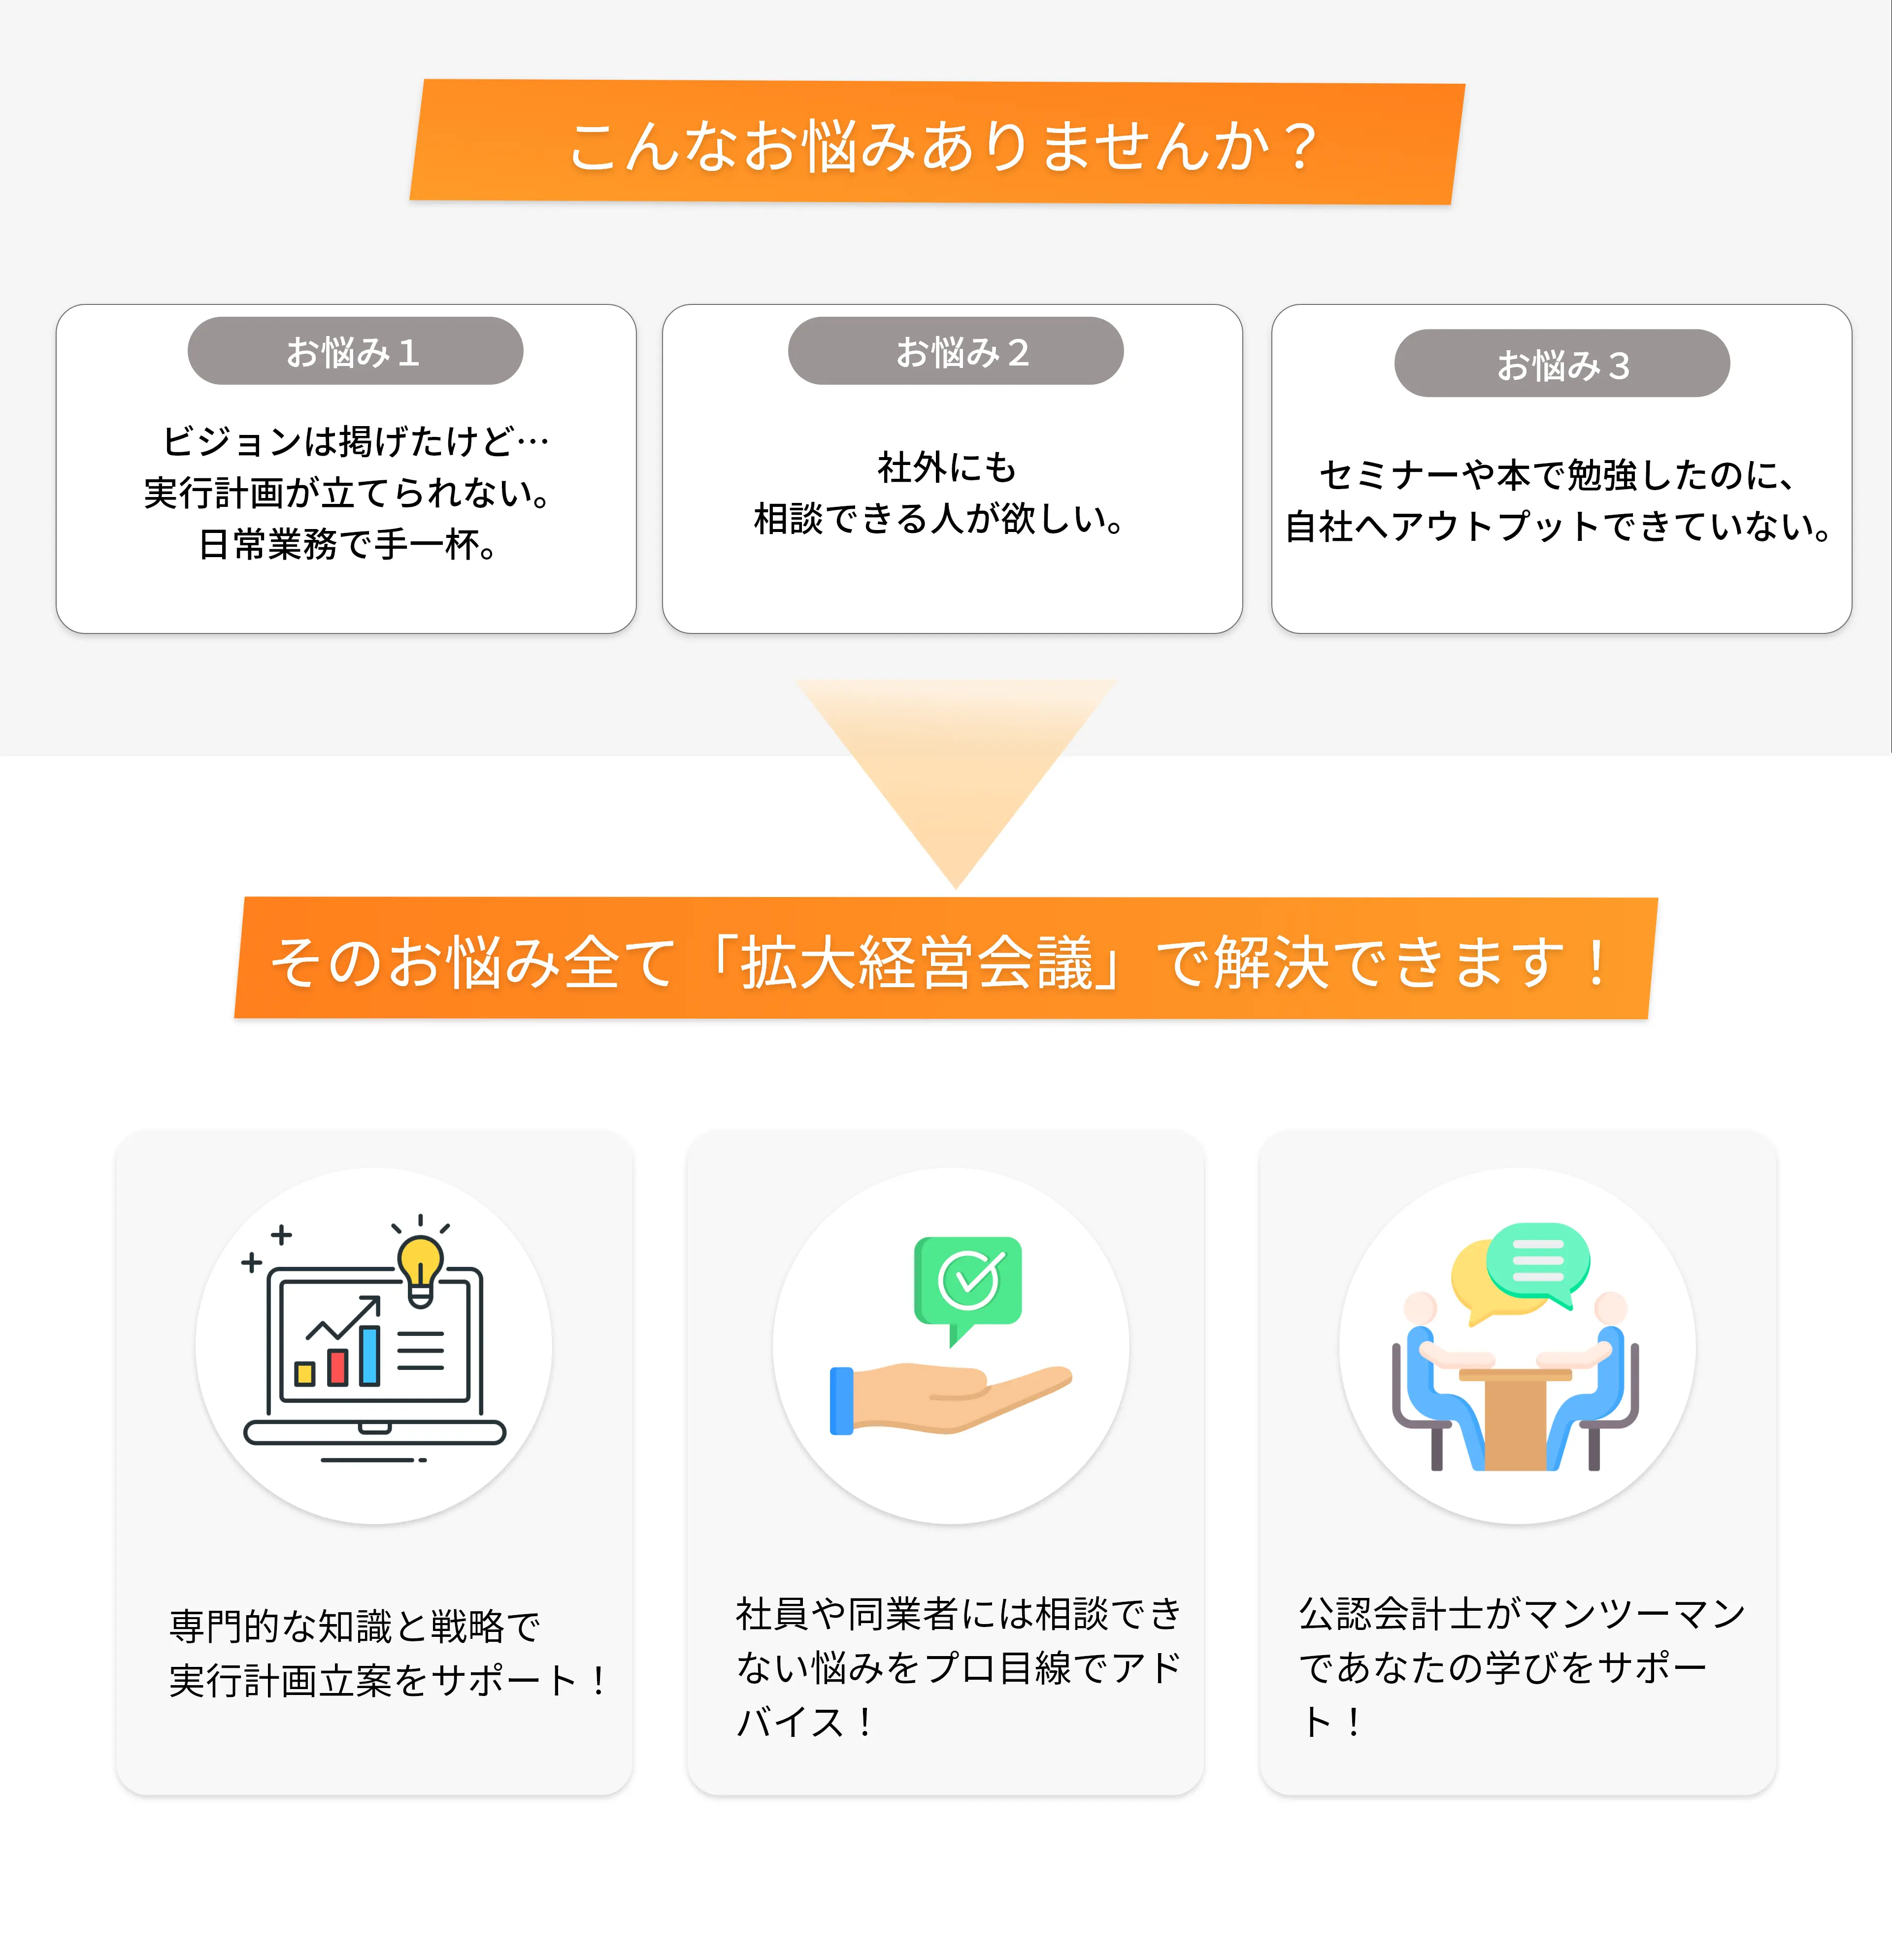 こんなお悩みありませんか？
お悩み１
ビジョンは掲げたけど…
実行計画が立てられない。
日常業務で手一杯。
お悩み２
社外にも
相談できる人が欲しい。
お悩み３
セミナーや本で勉強したのに、
自社へアウトプットできていない。
そのお悩み全て「拡大経営会議」で解決できます！
専門的な知識と戦略で
実行計画立案をサポート！
社員や同業者には相談でき
ない悩みをプロ目線でアド
バイス！
公認会計士がマンツーマン
であなたの学びをサポー
ト！